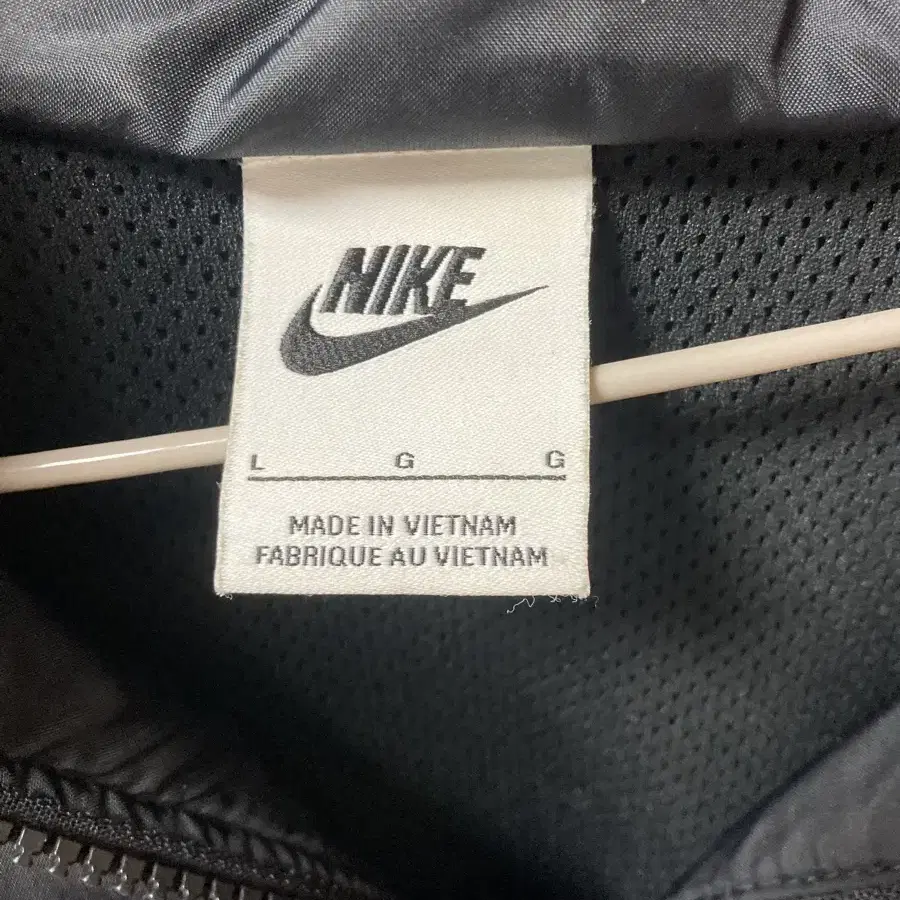 NIKE
L G G
MADE IN VIETNAM
FABRIQUE AU VIETNAM